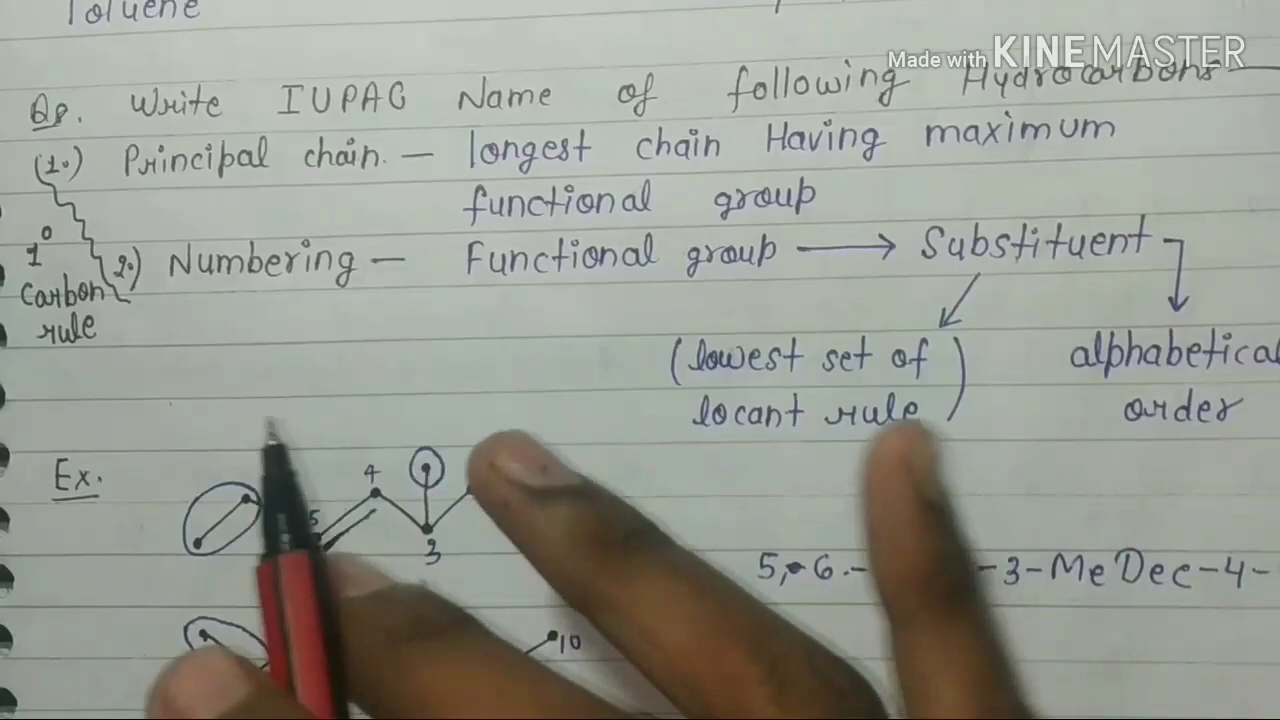 Toluene
Made with KINEMASTER
Qs. Write IUPAC Name of following Hydrocarbons
(1.) Principal chain. — longest chain Having maximum
functional group
1° carbon rule
2.) Numbering — Functional group → Substituent
(lowest set of locant rule)
alphabetical order
Ex.
5 4 3
5,-6.- -3-MeDec-4-
10